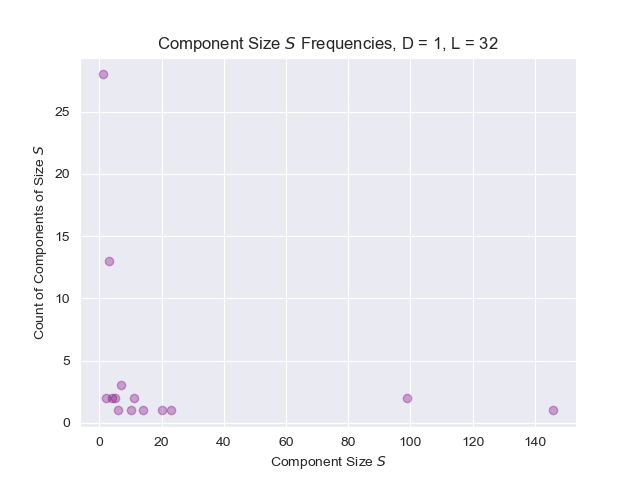 Component Size S Frequencies, D = 1, L = 32
Count of Components of Size S
25
20
15
10
5
0
0 20 40 60 80 100 120 140
Component Size S